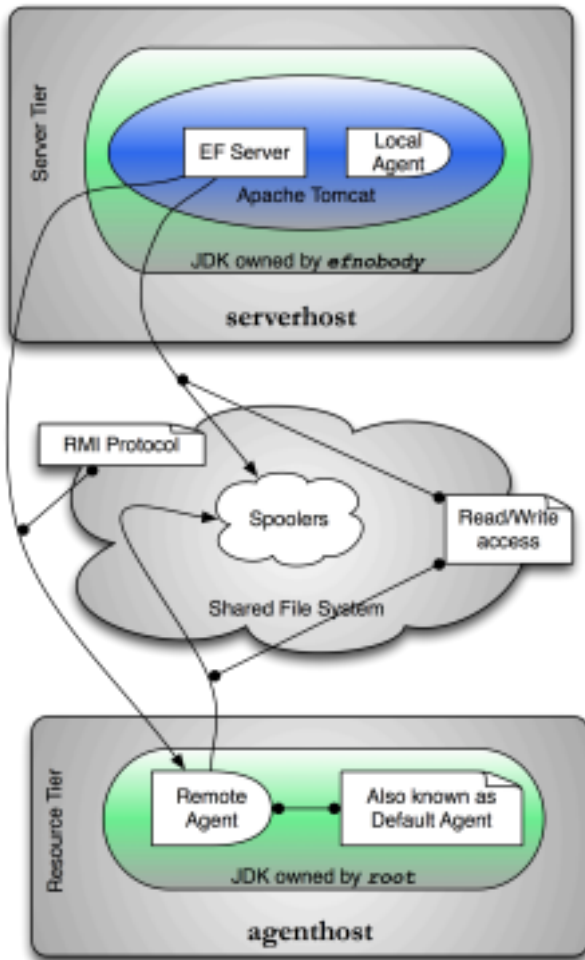 Server Tier
EF Server
Local
Agent
Apache Tomcat
JDK owned by efnobody
serverhost
RMI Protocol
Spoolers
Read/Write
access
Shared File System
Resource Tier
Remote
Agent
Also known as
Default Agent
JDK owned by root
agenthost